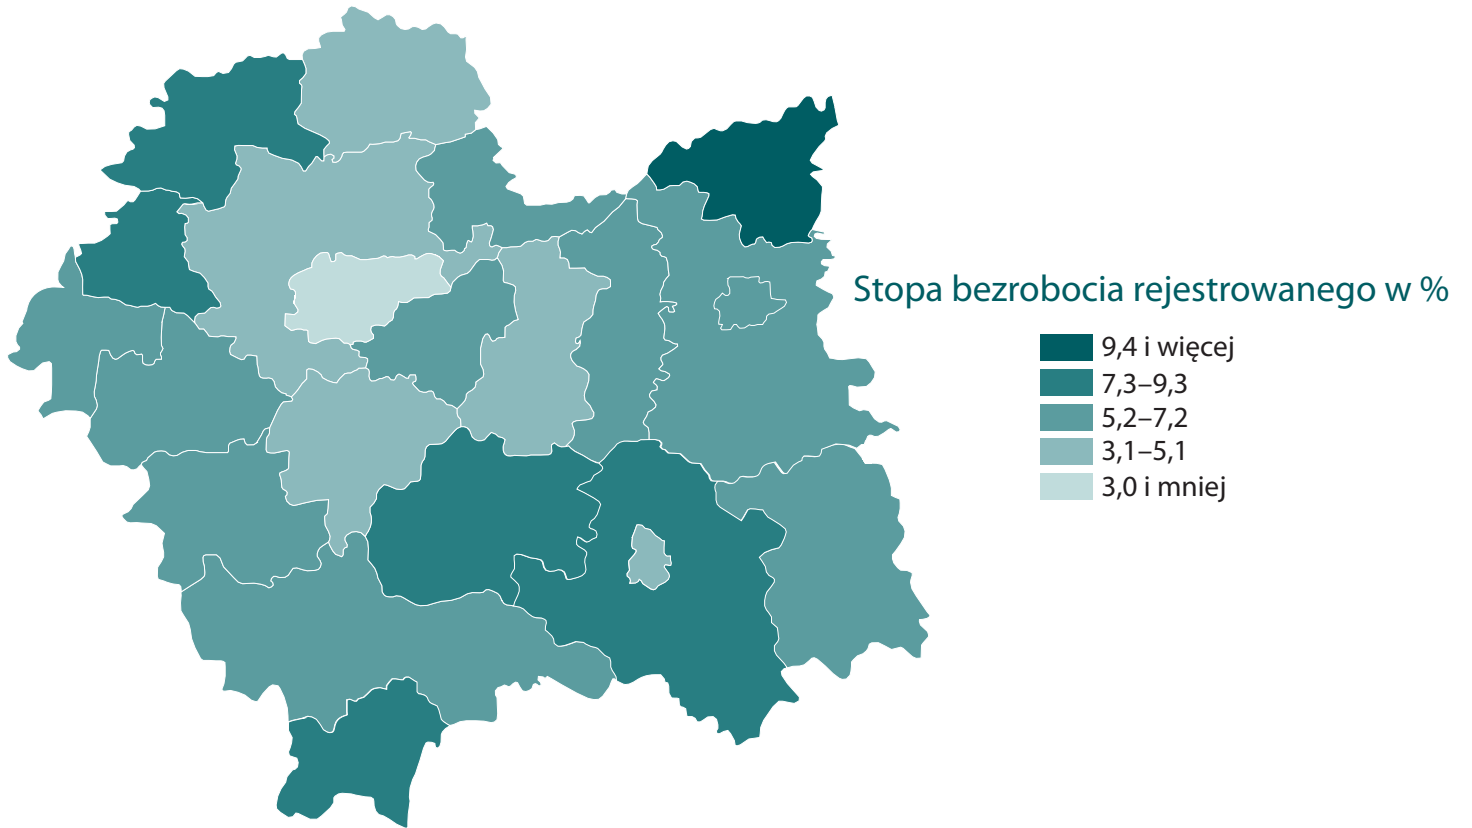 Stopa bezrobocia rejestrowanego w %
9,4 i więcej
7,3–9,3
5,2–7,2
3,1–5,1
3,0 i mniej